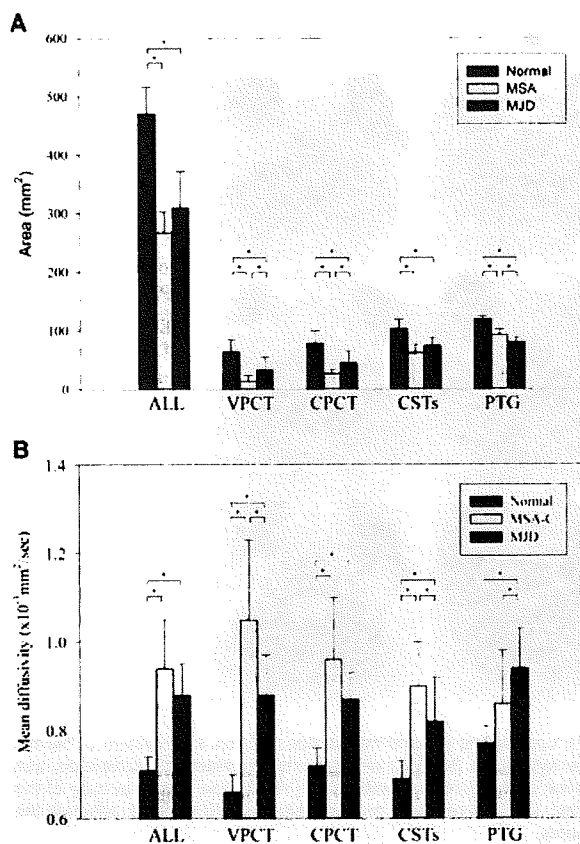 A
600
500
400
300
200
100
0
Area (mm²)
Normal
MSA
MJD
* *
* * *
* * *
* *
* * *
ALL VPCT CPCT CSTs PTG
B
1.4
1.2
1.0
0.8
0.6
Normal
MSA-C
MJD
* *
* * *
* *
* * *
* *
ALL VPCT CPCT CSTs PTG